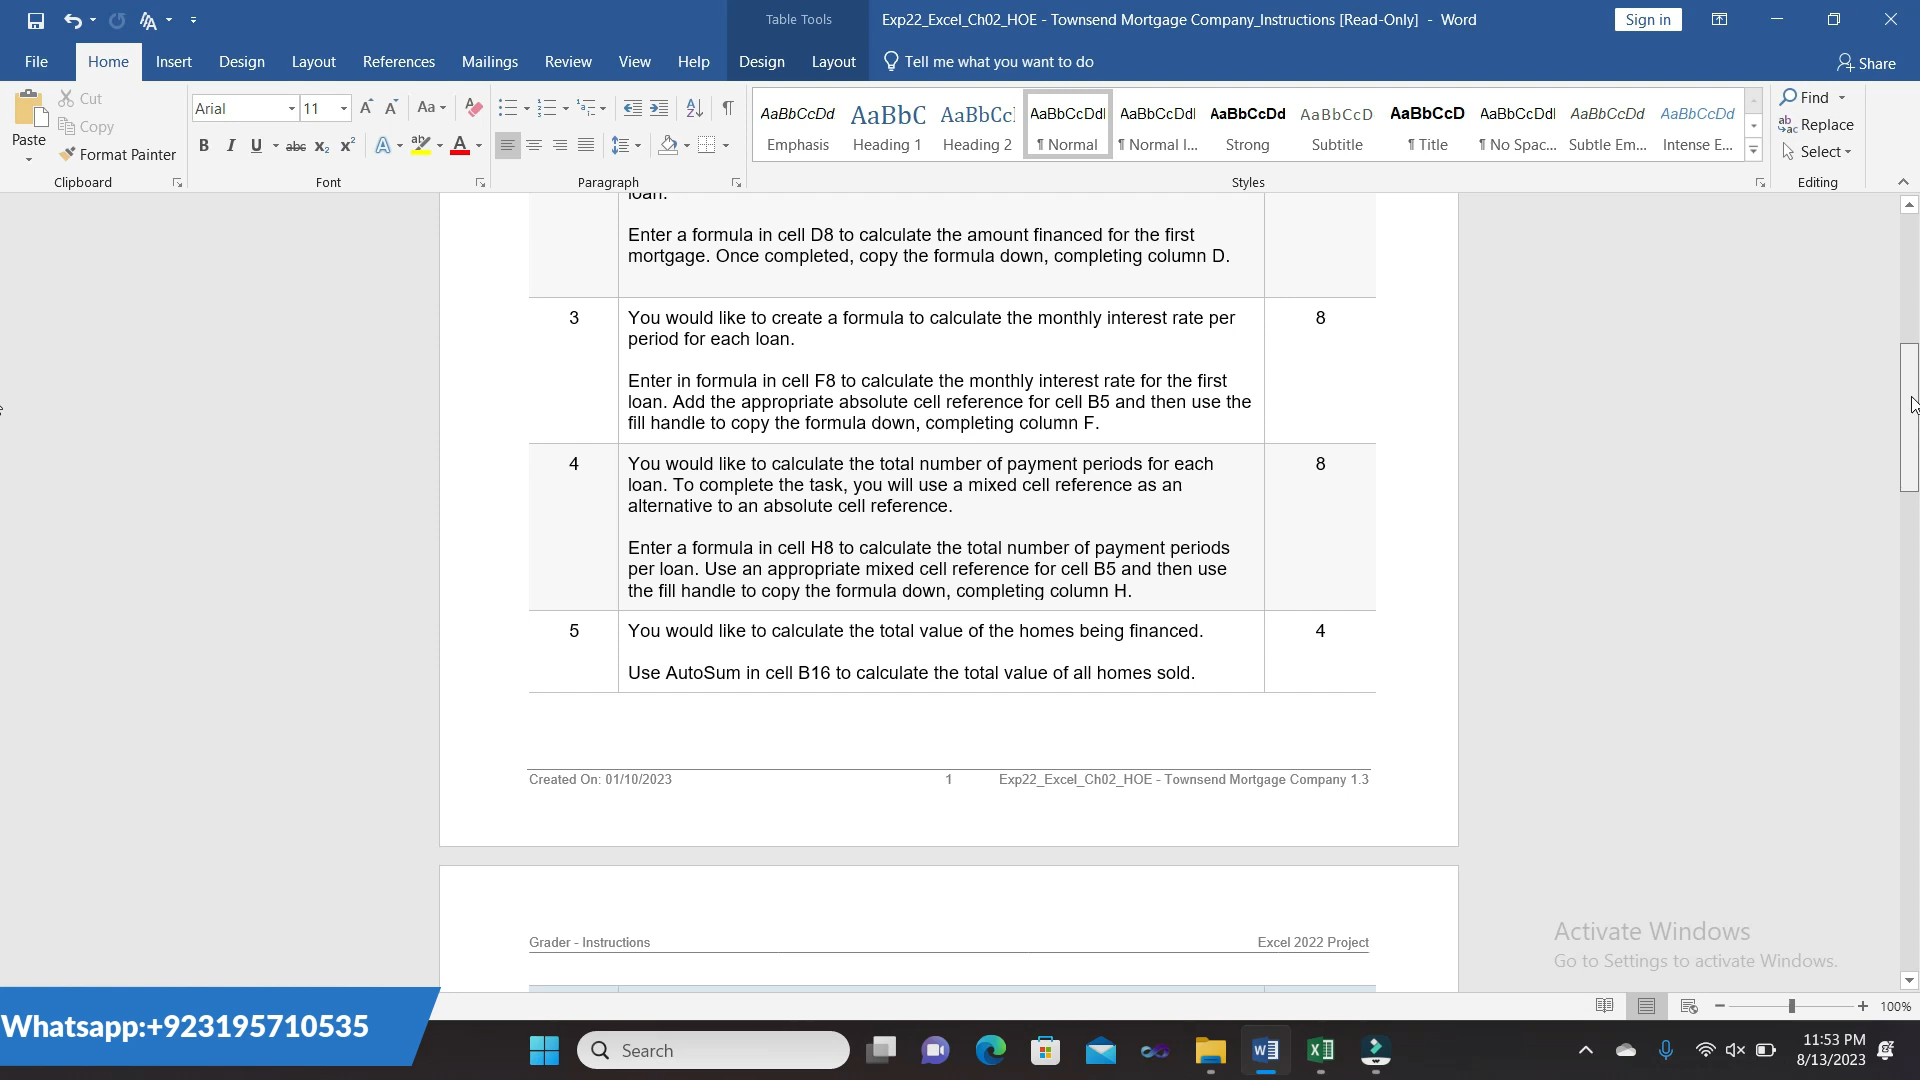 Table Tools
Exp22_Excel_Ch02_HOE - Townsend Mortgage Company_Instructions [Read-Only] - Word
Sign in
File Home Insert Design Layout References Mailings Review View Help Design Layout Tell me what you want to do Share
Paste
Cut
Copy
Format Painter
Clipboard
Arial 11
Aa
B I U abc X2 X2 A ab A
Font
Paragraph
AaBbCcDd AaBbC AaBbCc AaBbCcDdI AaBbCcDdI AaBbCcDd AaBbCcD AaBbCcD AaBbCcDdI AaBbCcDd AaBbCcDd
Emphasis Heading 1 Heading 2 ¶ Normal ¶ Normal I... Strong Subtitle ¶ Title ¶ No Spac... Subtle Em... Intense E...
Styles
Find
Replace
Select
Editing
loan.
Enter a formula in cell D8 to calculate the amount financed for the first
mortgage. Once completed, copy the formula down, completing column D.
3 You would like to create a formula to calculate the monthly interest rate per 8
period for each loan.
Enter in formula in cell F8 to calculate the monthly interest rate for the first
loan. Add the appropriate absolute cell reference for cell B5 and then use the
fill handle to copy the formula down, completing column F.
4 You would like to calculate the total number of payment periods for each 8
loan. To complete the task, you will use a mixed cell reference as an
alternative to an absolute cell reference.
Enter a formula in cell H8 to calculate the total number of payment periods
per loan. Use an appropriate mixed cell reference for cell B5 and then use
the fill handle to copy the formula down, completing column H.
5 You would like to calculate the total value of the homes being financed. 4
Use AutoSum in cell B16 to calculate the total value of all homes sold.
Created On: 01/10/2023 1 Exp22_Excel_Ch02_HOE - Townsend Mortgage Company 1.3
Grader - Instructions Excel 2022 Project
Activate Windows
Go to Settings to activate Windows.
100%
Whatsapp:+923195710535
Search
11:53 PM
8/13/2023